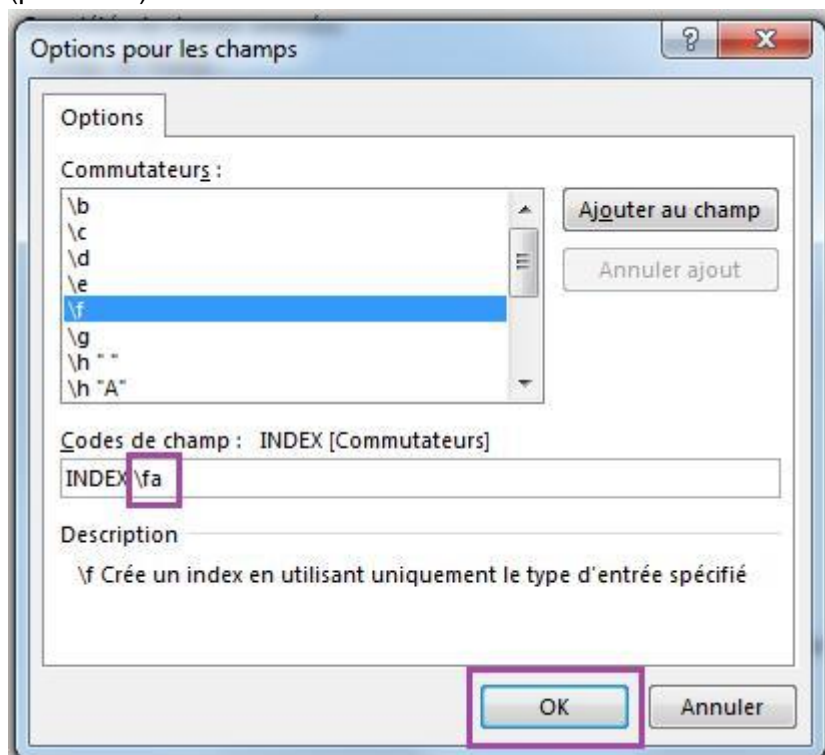 Options pour les champs
Options
Commutateurs :
\b
\c
\d
\e
\f
\g
\h " "
\h "A"
Ajouter au champ
Annuler ajout
Codes de champ : INDEX [Commutateurs]
INDEX \fa
Description
\f Crée un index en utilisant uniquement le type d'entrée spécifié
OK
Annuler